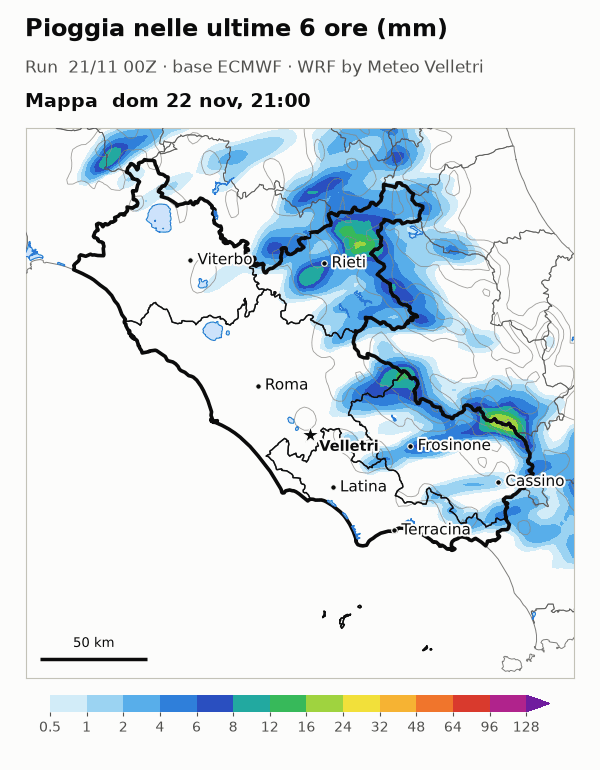 Pioggia nelle ultime 6 ore (mm)
Run  21/11 00Z · base ECMWF · WRF by Meteo Velletri
Mappa  dom 22 nov, 21:00
Viterbo
Rieti
Roma
Velletri
Frosinone
Latina
Cassino
Terracina
50 km
0.5 1 2 4 6 8 12 16 24 32 48 64 96 128